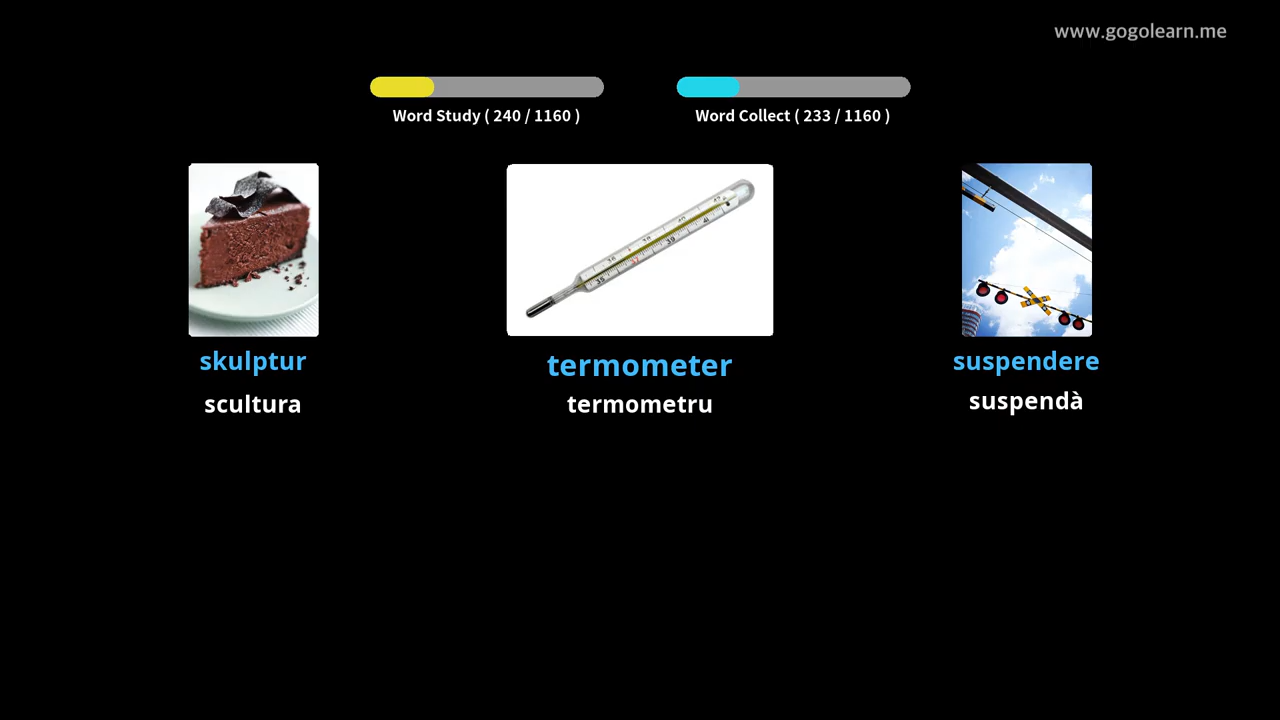 www.gogolearn.me
Word Study ( 240 / 1160 )
Word Collect ( 233 / 1160 )
skulptur
scultura
termometer
termometru
suspendere
suspendà